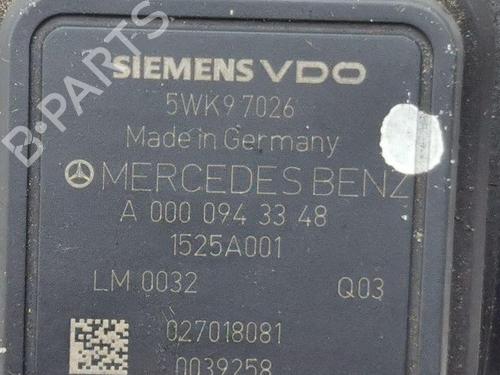 B-PARTS
SIEMENS VDO
5WK9 7026
Made in Germany
MERCEDES BENZ
A 000 094 33 48
1525A001
LM 0032 Q03
027018081
0039258